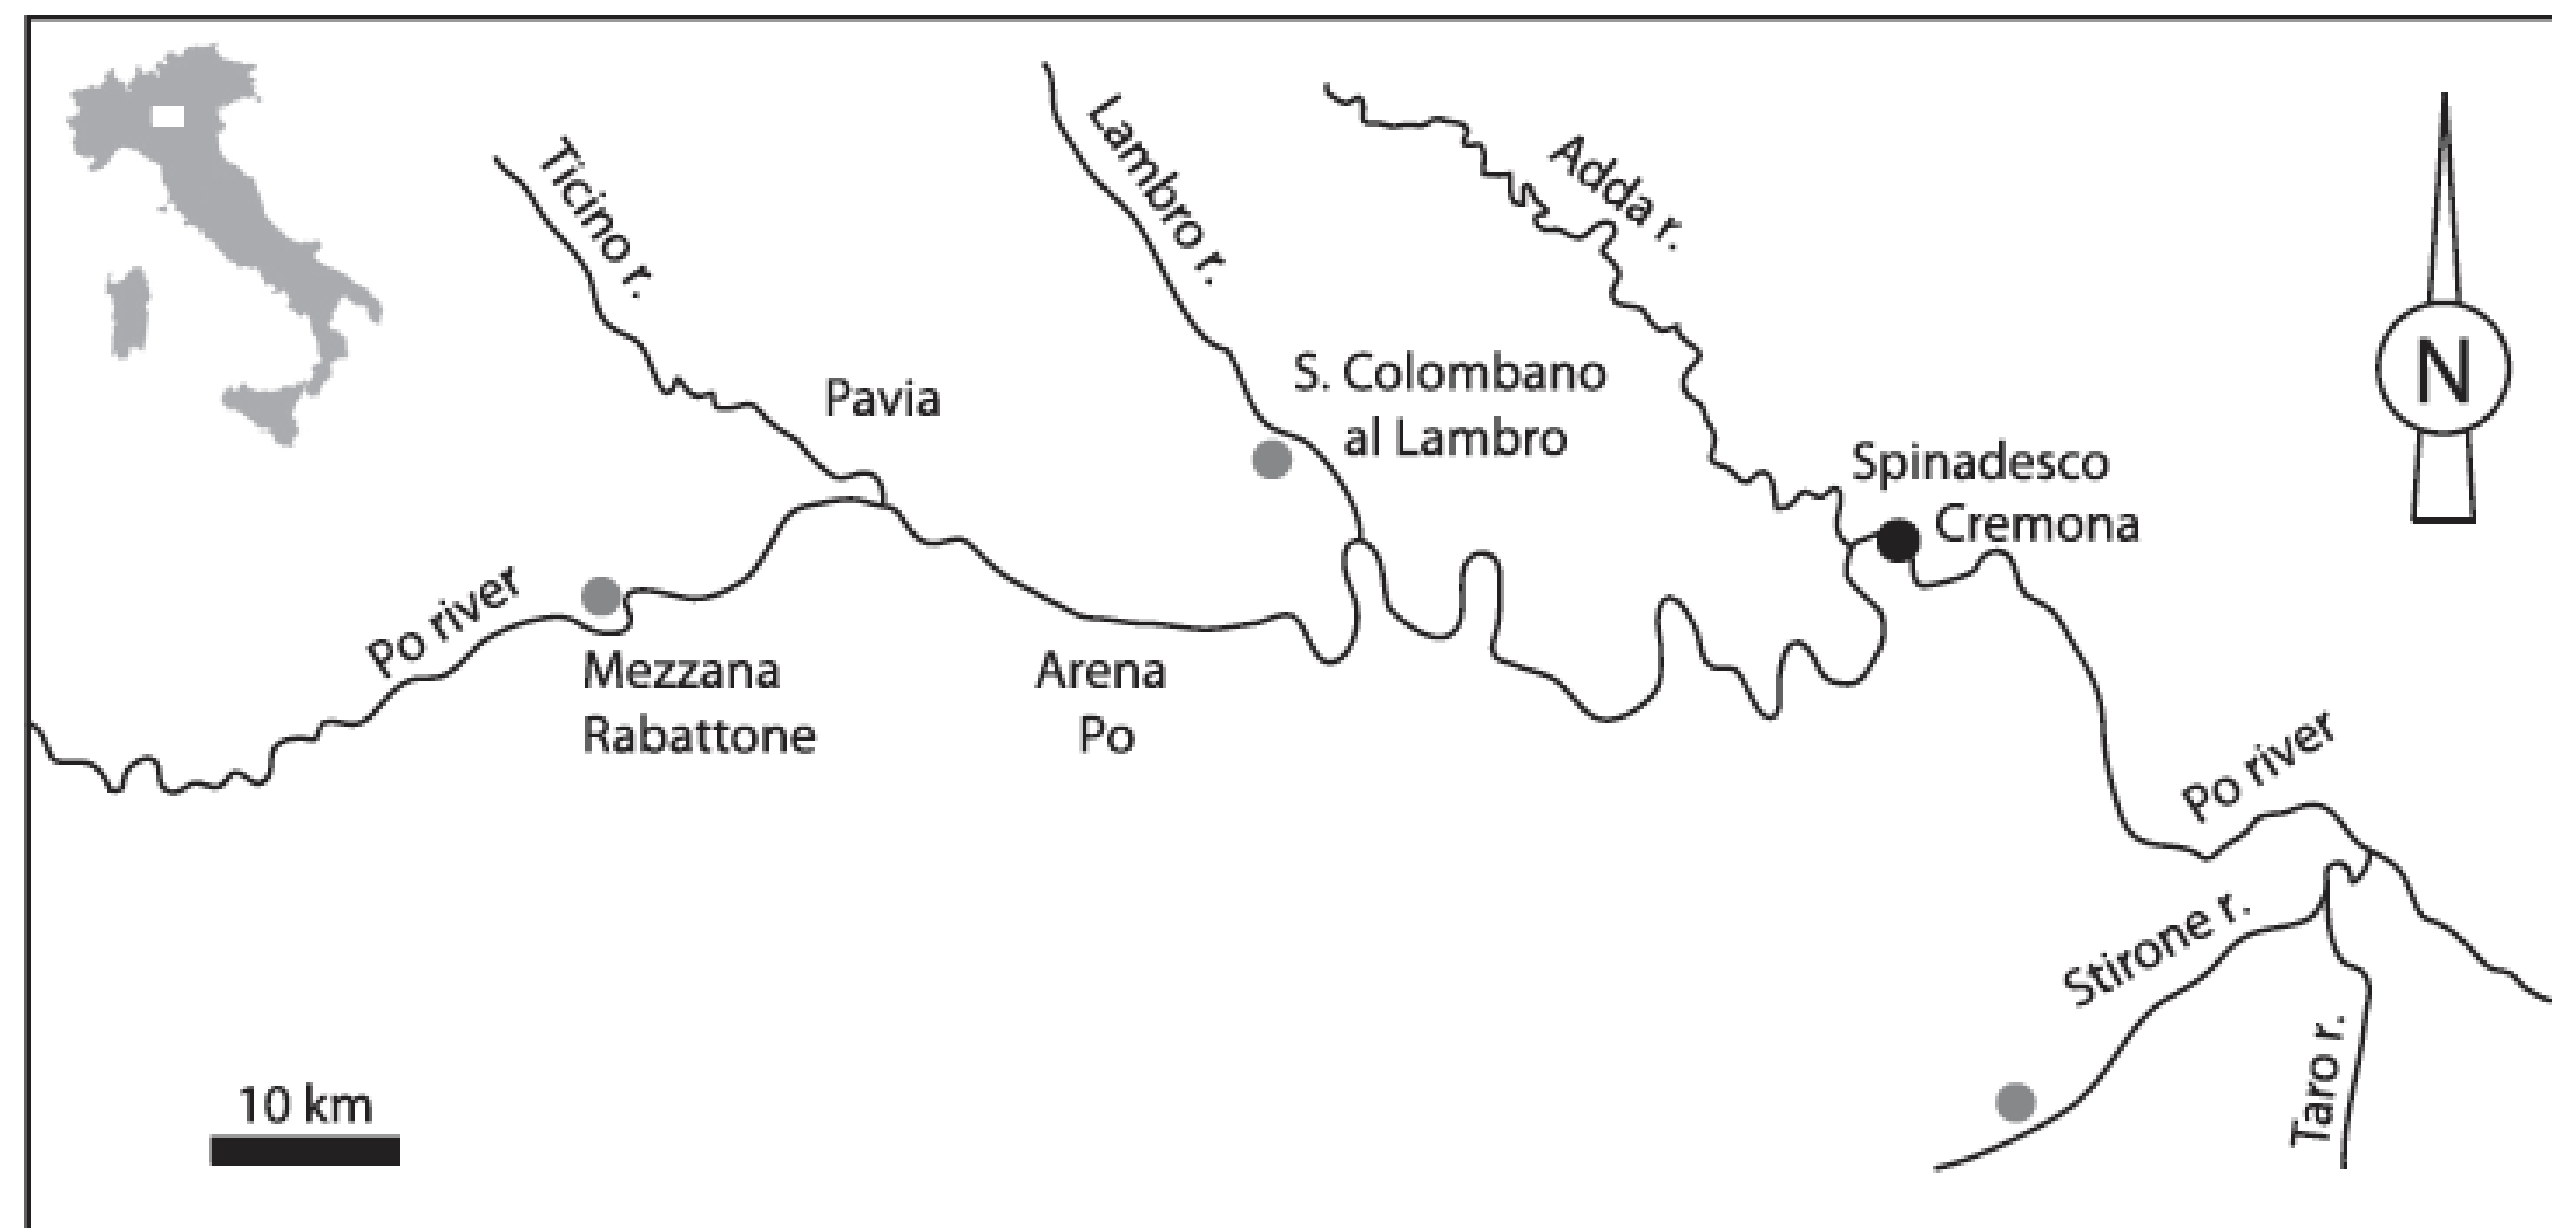 Ticino r.
Lambro r.
Adda r.
N
Pavia
S. Colombano
al Lambro
Spinadesco
Cremona
Po river
Mezzana
Rabattone
Arena
Po
Po river
Stirone r.
Taro r.
10 km